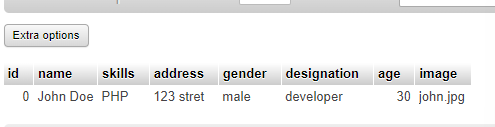 Extra options
id name skills address gender designation age image
0 John Doe PHP 123 stret male developer 30 john.jpg